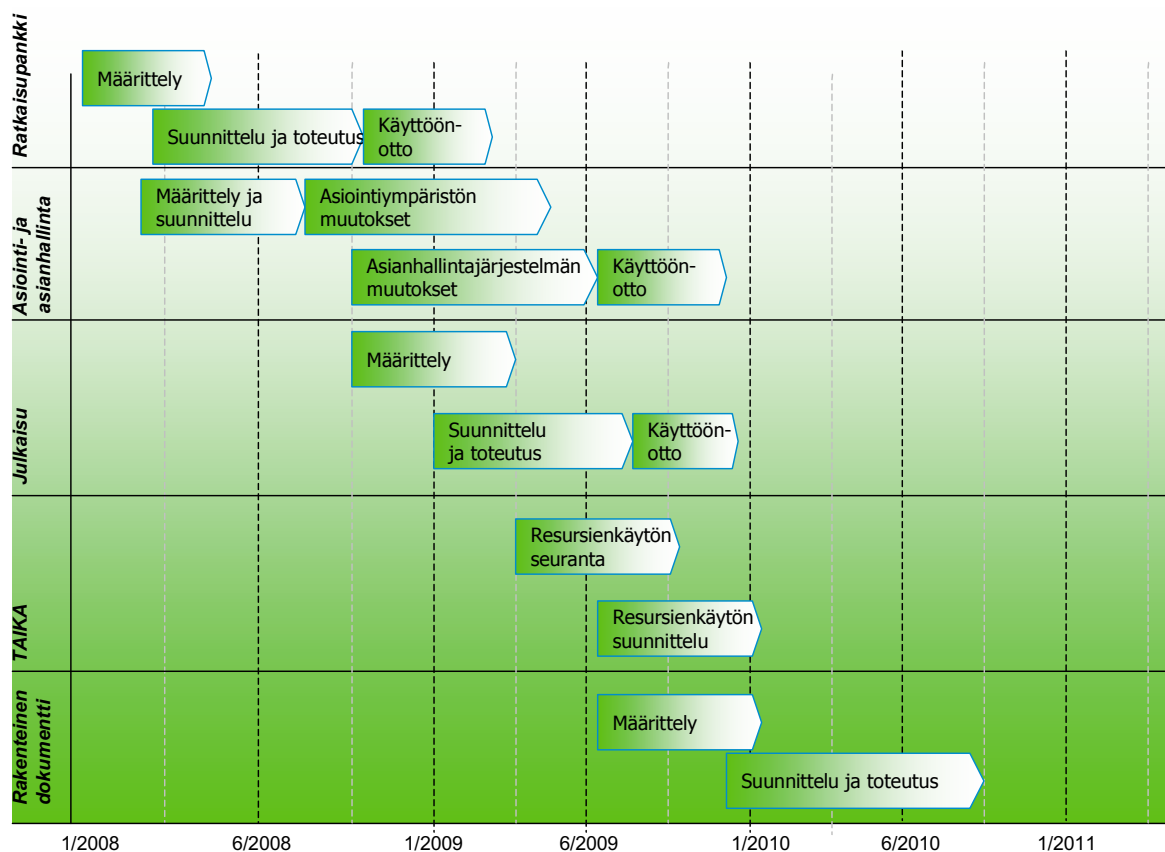 Ratkaisupankki
Määrittely
Suunnittelu ja toteutus
Käyttöön-
otto
Asiointi- ja
asianhallinta
Määrittely ja
suunnittelu
Asiointiympäristön
muutokset
Asianhallintajärjestelmän
muutokset
Käyttöön-
otto
Julkaisu
Määrittely
Suunnittelu
ja toteutus
Käyttöön-
otto
TAIKA
Resursienkäytön
seuranta
Resursienkäytön
suunnittelu
Rakenteinen
dokumentti
Määrittely
Suunnittelu ja toteutus
1/2008 6/2008 1/2009 6/2009 1/2010 6/2010 1/2011